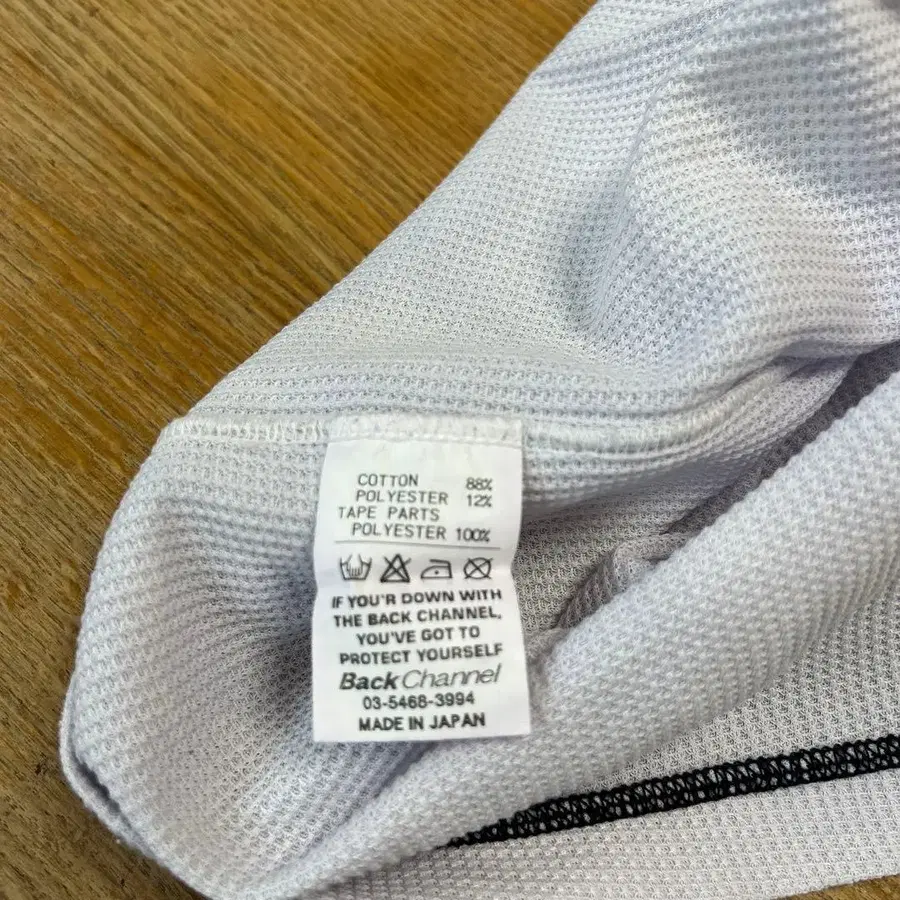 COTTON 88%
POLYESTER 12%
TAPE PARTS
POLYESTER 100%
IF YOU'R DOWN WITH
THE BACK CHANNEL,
YOU'VE GOT TO
PROTECT YOURSELF
Back Channel
03-5468-3994
MADE IN JAPAN